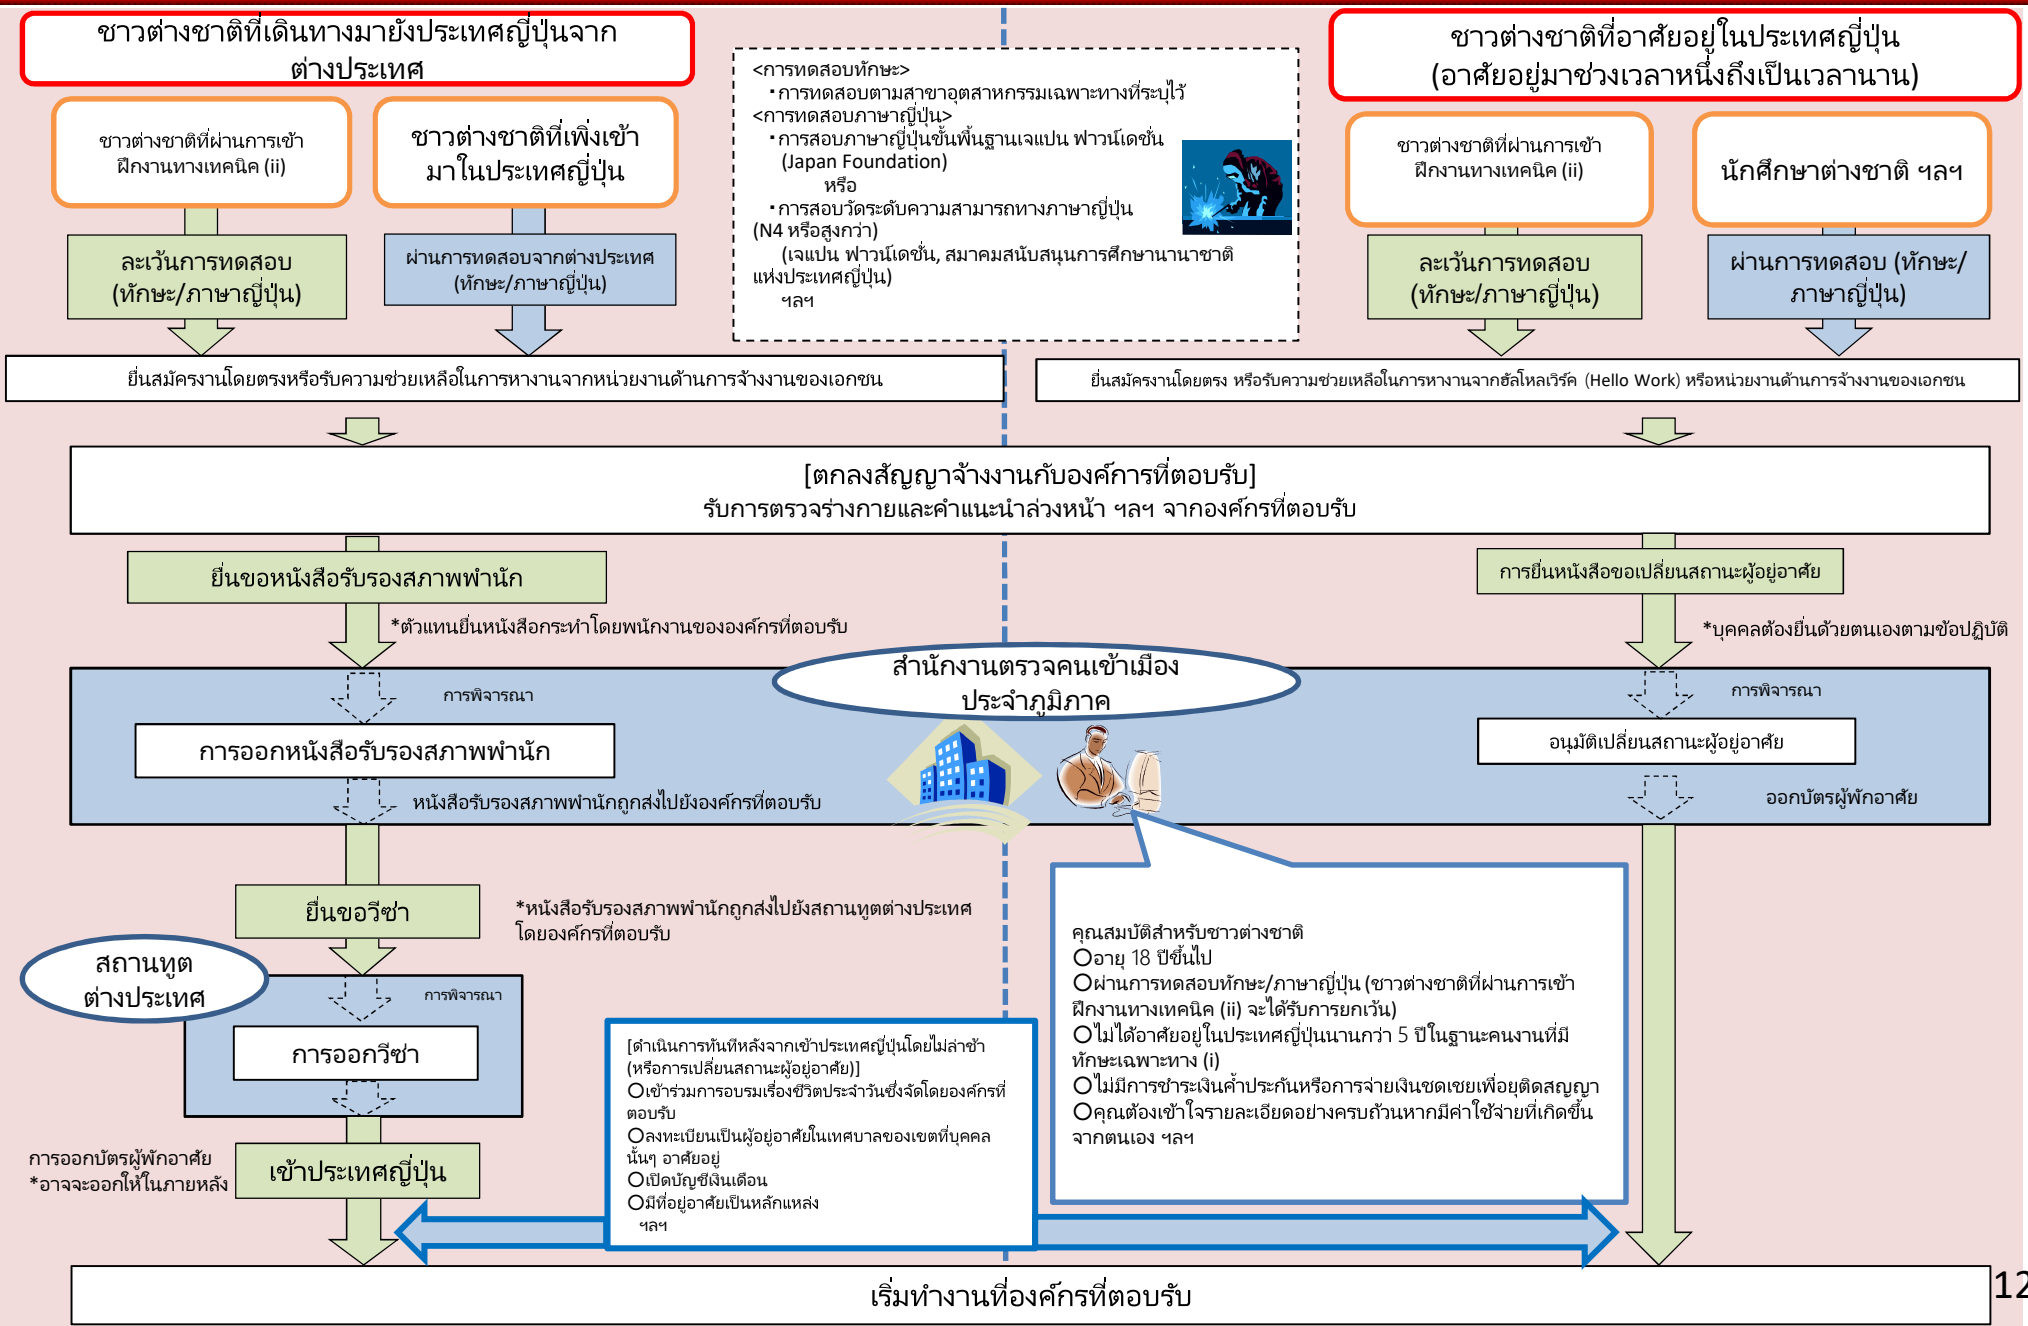 ชาวต่างชาติที่เดินทางมายังประเทศญี่ปุ่นจาก
ต่างประเทศ
ชาวต่างชาติที่ผ่านการเข้า
ฝึกงานทางเทคนิค (ii)
ชาวต่างชาติที่เพิ่งเข้า
มาในประเทศญี่ปุ่น
ละเว้นการทดสอบ
(ทักษะ/ภาษาญี่ปุ่น)
ผ่านการทดสอบจากต่างประเทศ
(ทักษะ/ภาษาญี่ปุ่น)
<การทดสอบทักษะ>
・การทดสอบตามสาขาอุตสาหกรรมเฉพาะทางที่ระบุไว้
<การทดสอบภาษาญี่ปุ่น>
・การสอบภาษาญี่ปุ่นขั้นพื้นฐานเจแปน ฟาวน์เดชั่น
(Japan Foundation)
หรือ
・การสอบวัดระดับความสามารถทางภาษาญี่ปุ่น
(N4 หรือสูงกว่า)
(เจแปน ฟาวน์เดชั่น, สมาคมสนับสนุนการศึกษานานาชาติ
แห่งประเทศญี่ปุ่น)
ฯลฯ
ชาวต่างชาติที่อาศัยอยู่ในประเทศญี่ปุ่น
(อาศัยอยู่มาช่วงเวลาหนึ่งถึงเป็นเวลานาน)
ชาวต่างชาติที่ผ่านการเข้า
ฝึกงานทางเทคนิค (ii)
นักศึกษาต่างชาติ ฯลฯ
ละเว้นการทดสอบ
(ทักษะ/ภาษาญี่ปุ่น)
ผ่านการทดสอบ (ทักษะ/
ภาษาญี่ปุ่น)
ยื่นสมัครงานโดยตรงหรือรับความช่วยเหลือในการหางานจากหน่วยงานด้านการจ้างงานของเอกชน
ยื่นสมัครงานโดยตรง หรือรับความช่วยเหลือในการหางานจากฮัลโหลเวิร์ค (Hello Work) หรือหน่วยงานด้านการจ้างงานของเอกชน
[ตกลงสัญญาจ้างงานกับองค์การที่ตอบรับ]
รับการตรวจร่างกายและคำแนะนำล่วงหน้า ฯลฯ จากองค์กรที่ตอบรับ
ยื่นขอหนังสือรับรองสภาพพำนัก
*ตัวแทนยื่นหนังสือกระทำโดยพนักงานขององค์กรที่ตอบรับ
การยื่นหนังสือขอเปลี่ยนสถานะผู้อยู่อาศัย
*บุคคลต้องยื่นด้วยตนเองตามข้อปฏิบัติ
สำนักงานตรวจคนเข้าเมือง
ประจำภูมิภาค
การพิจารณา
การออกหนังสือรับรองสภาพพำนัก
หนังสือรับรองสภาพพำนักถูกส่งไปยังองค์กรที่ตอบรับ
การพิจารณา
อนุมัติเปลี่ยนสถานะผู้อยู่อาศัย
ออกบัตรผู้พักอาศัย
ยื่นขอวีซ่า
*หนังสือรับรองสภาพพำนักถูกส่งไปยังสถานทูตต่างประเทศ
โดยองค์กรที่ตอบรับ
สถานทูต
ต่างประเทศ
การพิจารณา
การออกวีซ่า
คุณสมบัติสำหรับชาวต่างชาติ
○อายุ 18 ปีขึ้นไป
○ผ่านการทดสอบทักษะ/ภาษาญี่ปุ่น (ชาวต่างชาติที่ผ่านการเข้า
ฝึกงานทางเทคนิค (ii) จะได้รับการยกเว้น)
○ไม่ได้อาศัยอยู่ในประเทศญี่ปุ่นนานกว่า 5 ปีในฐานะคนงานที่มี
ทักษะเฉพาะทาง (i)
○ไม่มีการชำระเงินค้ำประกันหรือการจ่ายเงินชดเชยเพื่อยุติดสญญา
○คุณต้องเข้าใจรายละเอียดอย่างครบถ้วนหากมีค่าใช้จ่ายที่เกิดขึ้น
จากตนเอง ฯลฯ
[ดำเนินการทันทีหลังจากเข้าประเทศญี่ปุ่นโดยไม่ล่าช้า
(หรือการเปลี่ยนสถานะผู้อยู่อาศัย)]
○เข้าร่วมการอบรมเรื่องชีวิตประจำวันซึ่งจัดโดยองค์กรที่
ตอบรับ
○ลงทะเบียนเป็นผู้อยู่อาศัยในเทศบาลของเขตที่บุคคล
นั้นๆ อาศัยอยู่
○เปิดบัญชีเงินเดือน
○มีที่อยู่อาศัยเป็นหลักแหล่ง
ฯลฯ
การออกบัตรผู้พักอาศัย
*อาจจะออกให้ในภายหลัง
เข้าประเทศญี่ปุ่น
เริ่มทำงานที่องค์กรที่ตอบรับ
12